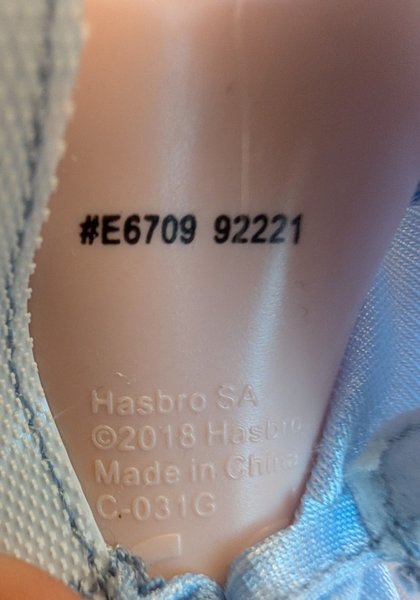 #E6709 92221
Hasbro SA
©2018 Hasbro
Made in China
C-031G